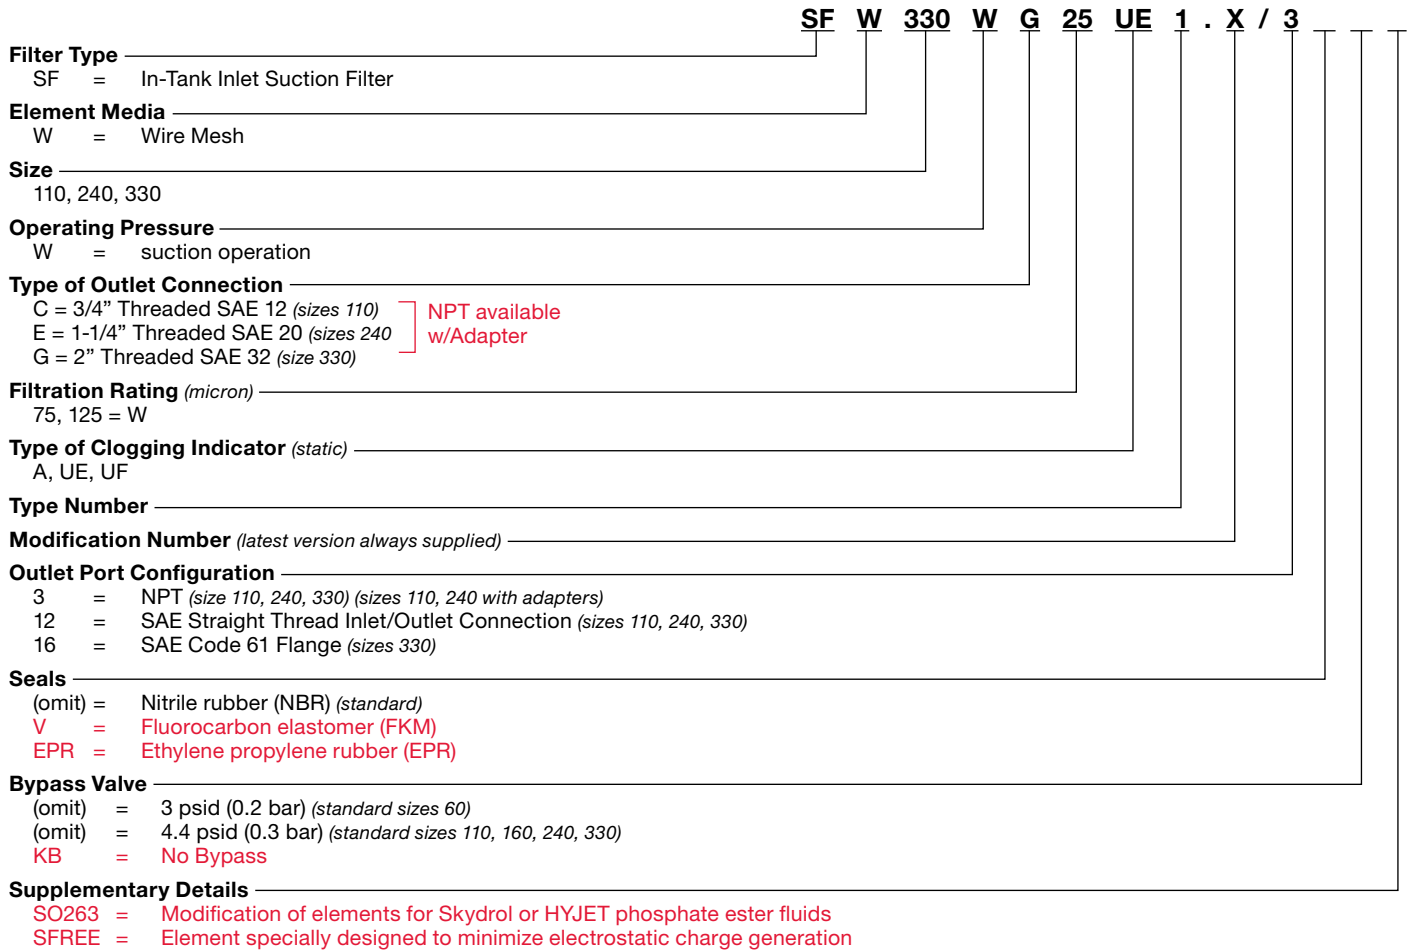 SF W 330 W G 25 UE 1 . X / 3
Filter Type
SF = In-Tank Inlet Suction Filter
Element Media
W = Wire Mesh
Size
110, 240, 330
Operating Pressure
W = suction operation
Type of Outlet Connection
C = 3/4” Threaded SAE 12 (sizes 110)
E = 1-1/4” Threaded SAE 20 (sizes 240
G = 2” Threaded SAE 32 (size 330)
NPT available
w/Adapter
Filtration Rating (micron)
75, 125 = W
Type of Clogging Indicator (static)
A, UE, UF
Type Number
Modification Number (latest version always supplied)
Outlet Port Configuration
3 = NPT (size 110, 240, 330) (sizes 110, 240 with adapters)
12 = SAE Straight Thread Inlet/Outlet Connection (sizes 110, 240, 330)
16 = SAE Code 61 Flange (sizes 330)
Seals
(omit) = Nitrile rubber (NBR) (standard)
V = Fluorocarbon elastomer (FKM)
EPR = Ethylene propylene rubber (EPR)
Bypass Valve
(omit) = 3 psid (0.2 bar) (standard sizes 60)
(omit) = 4.4 psid (0.3 bar) (standard sizes 110, 160, 240, 330)
KB = No Bypass
Supplementary Details
SO263 = Modification of elements for Skydrol or HYJET phosphate ester fluids
SFREE = Element specially designed to minimize electrostatic charge generation